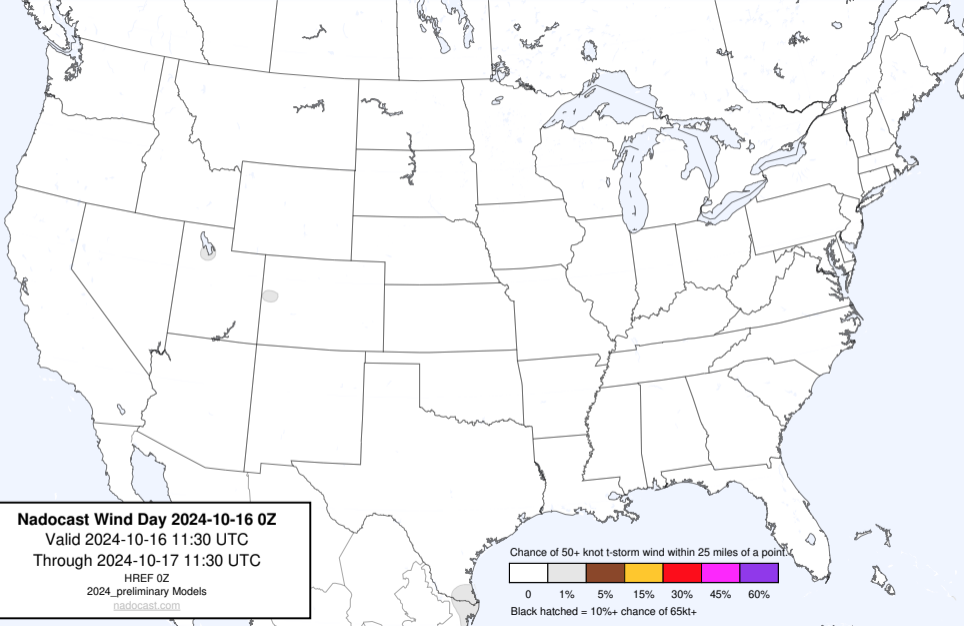 Nadocast Wind Day 2024-10-16 0Z
Valid 2024-10-16 11:30 UTC
Through 2024-10-17 11:30 UTC
HREF 0Z
2024_preliminary Models
nadocast.com
Chance of 50+ knot t-storm wind within 25 miles of a point.
0 1% 5% 15% 30% 45% 60%
Black hatched = 10%+ chance of 65kt+